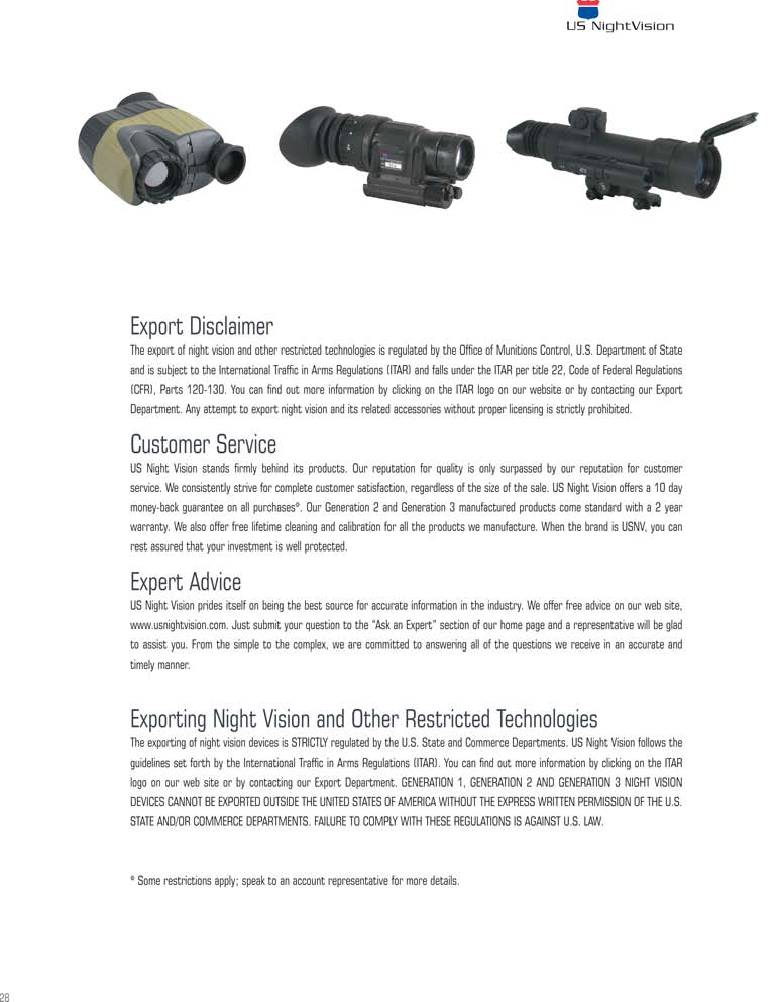 US NightVision
Export Disclaimer
The export of night vision and other restricted technologies is regulated by the Office of Munitions Control, U.S. Department of State
and is subject to the International Traffic in Arms Regulations (ITAR) and falls under the ITAR per title 22, Code of Federal Regulations
(CFR), Parts 120-130. You can find out more information by clicking on the ITAR logo on our website or by contacting our Export
Department. Any attempt to export night vision and its related accessories without proper licensing is strictly prohibited.
Customer Service
US Night Vision stands firmly behind its products. Our reputation for quality is only surpassed by our reputation for customer
service. We consistently strive for complete customer satisfaction, regardless of the size of the sale. US Night Vision offers a 10 day
money-back guarantee on all purchases*. Our Generation 2 and Generation 3 manufactured products come standard with a 2 year
warranty. We also offer free lifetime cleaning and calibration for all the products we manufacture. When the brand is USNV, you can
rest assured that your investment is well protected.
Expert Advice
US Night Vision prides itself on being the best source for accurate information in the industry. We offer free advice on our web site,
www.usnightvision.com. Just submit your question to the "Ask an Expert" section of our home page and a representative will be glad
to assist you. From the simple to the complex, we are committed to answering all of the questions we receive in an accurate and
timely manner.
Exporting Night Vision and Other Restricted Technologies
The exporting of night vision devices is STRICTLY regulated by the U.S. State and Commerce Departments. US Night Vision follows the
guidelines set forth by the International Traffic in Arms Regulations (ITAR). You can find out more information by clicking on the ITAR
logo on our web site or by contacting our Export Department. GENERATION 1, GENERATION 2 AND GENERATION 3 NIGHT VISION
DEVICES CANNOT BE EXPORTED OUTSIDE THE UNITED STATES OF AMERICA WITHOUT THE EXPRESS WRITTEN PERMISSION OF THE U.S.
STATE AND/OR COMMERCE DEPARTMENTS. FAILURE TO COMPLY WITH THESE REGULATIONS IS AGAINST U.S. LAW.
* Some restrictions apply; speak to an account representative for more details.
28